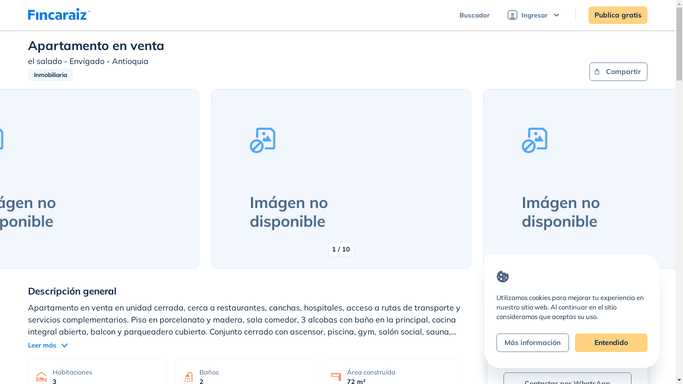 Fincaraiz
Buscador
Ingresar
Publica gratis
Apartamento en venta
el salado - Envigado - Antioquia
Inmobiliaria
Compartir
Imágen no
disponible
Imágen no
disponible
Imágen no
disponible
1 / 10
Descripción general
Apartamento en venta en unidad cerrada, cerca a restaurantes, canchas, hospitales, acceso a rutas de transporte y
servicios complementarios. Piso en porcelanato y madera, sala comedor, 3 alcobas con baño en la principal, cocina
integral abierta, balcon y parqueadero cubierto. Conjunto cerrado con ascensor, piscina, gym, salón social, sauna,...
Leer más
Habitaciones
3
Baños
2
Área construida
72 m²
Utilizamos cookies para mejorar tu experiencia en
nuestro sitio web. Al continuar en el sitio
consideramos que aceptas su uso.
Más información
Entendido
Contactar por WhatsApp